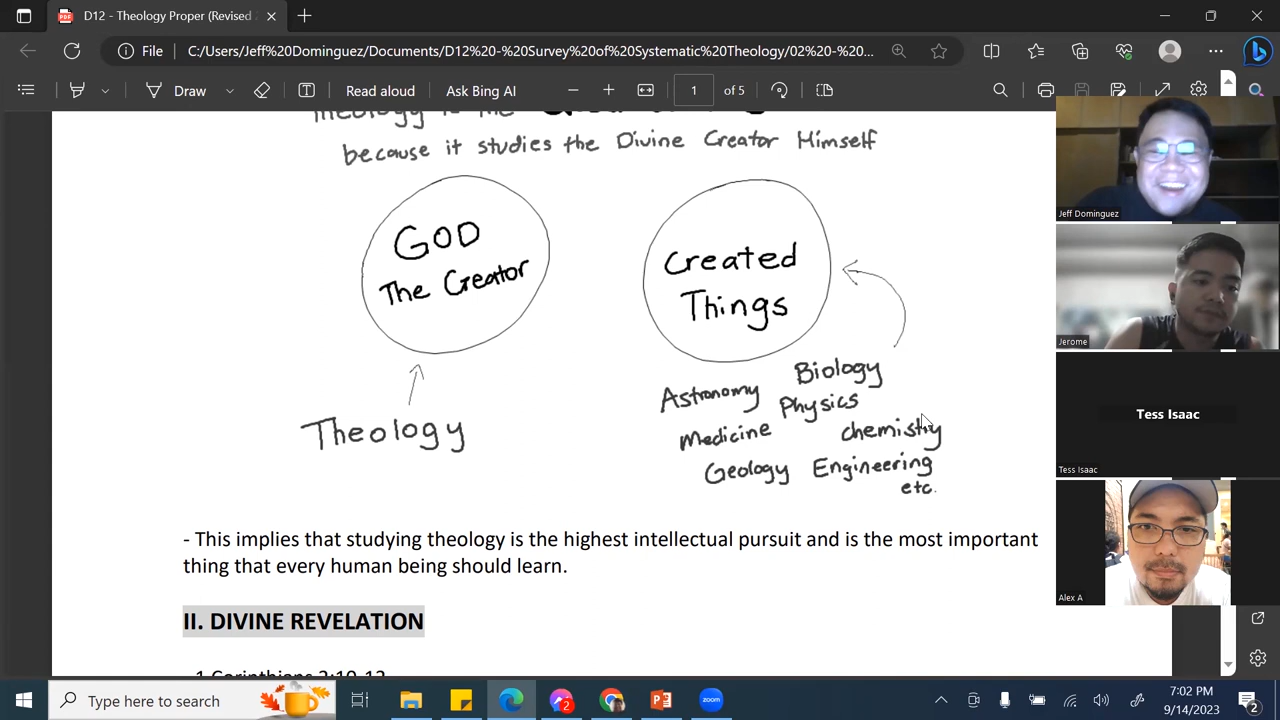 D12 - Theology Proper (Revised 2
File
C:/Users/Jeff%20Dominguez/Documents/D12%20-%20Survey%20of%20Systematic%20Theology/02%20-%20...
Draw
Read aloud
Ask Bing AI
1
of 5
because it studies the Divine Creator Himself
GOD
The Creator
Created
Things
Theology
Astronomy
Biology
Physics
Medicine
chemistry
Geology
Engineering
etc.
- This implies that studying theology is the highest intellectual pursuit and is the most important
thing that every human being should learn.
II. DIVINE REVELATION
Jeff Dominguez
Jerome
Tess Isaac
Tess Isaac
Alex A
Type here to search
2
zoom
7:02 PM
9/14/2023
2